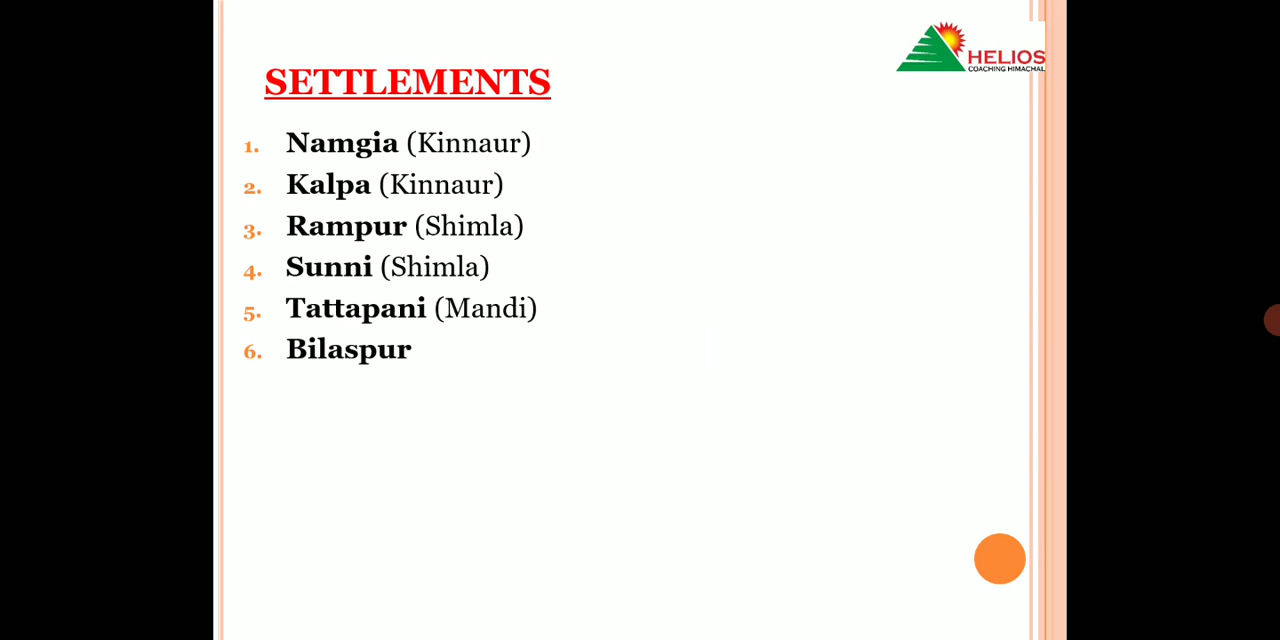 HELIOS
COACHING HIMACHAL
SETTLEMENTS
1. Namgia (Kinnaur)
2. Kalpa (Kinnaur)
3. Rampur (Shimla)
4. Sunni (Shimla)
5. Tattapani (Mandi)
6. Bilaspur